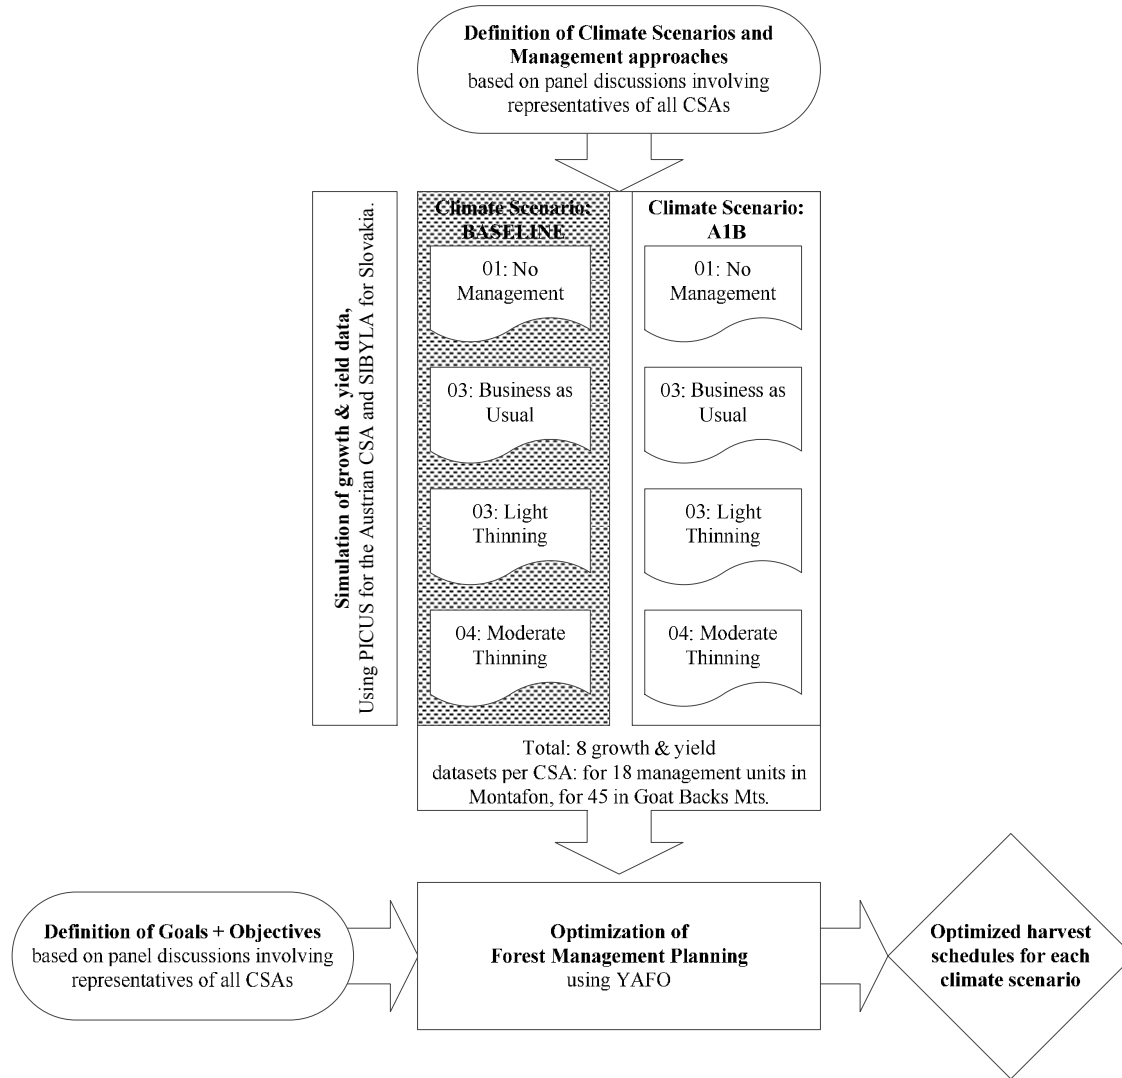 Definition of Climate Scenarios and
Management approaches
based on panel discussions involving
representatives of all CSAs
Simulation of growth & yield data,
Using PICUS for the Austrian CSA and SIBYLA for Slovakia.
Climate Scenario:
BASELINE
01: No
Management
03: Business as
Usual
03: Light
Thinning
04: Moderate
Thinning
Climate Scenario:
A1B
01: No
Management
03: Business as
Usual
03: Light
Thinning
04: Moderate
Thinning
Total: 8 growth & yield
datasets per CSA: for 18 management units in
Montafon, for 45 in Goat Backs Mts.
Definition of Goals + Objectives
based on panel discussions involving
representatives of all CSAs
Optimization of
Forest Management Planning
using YAFO
Optimized harvest
schedules for each
climate scenario